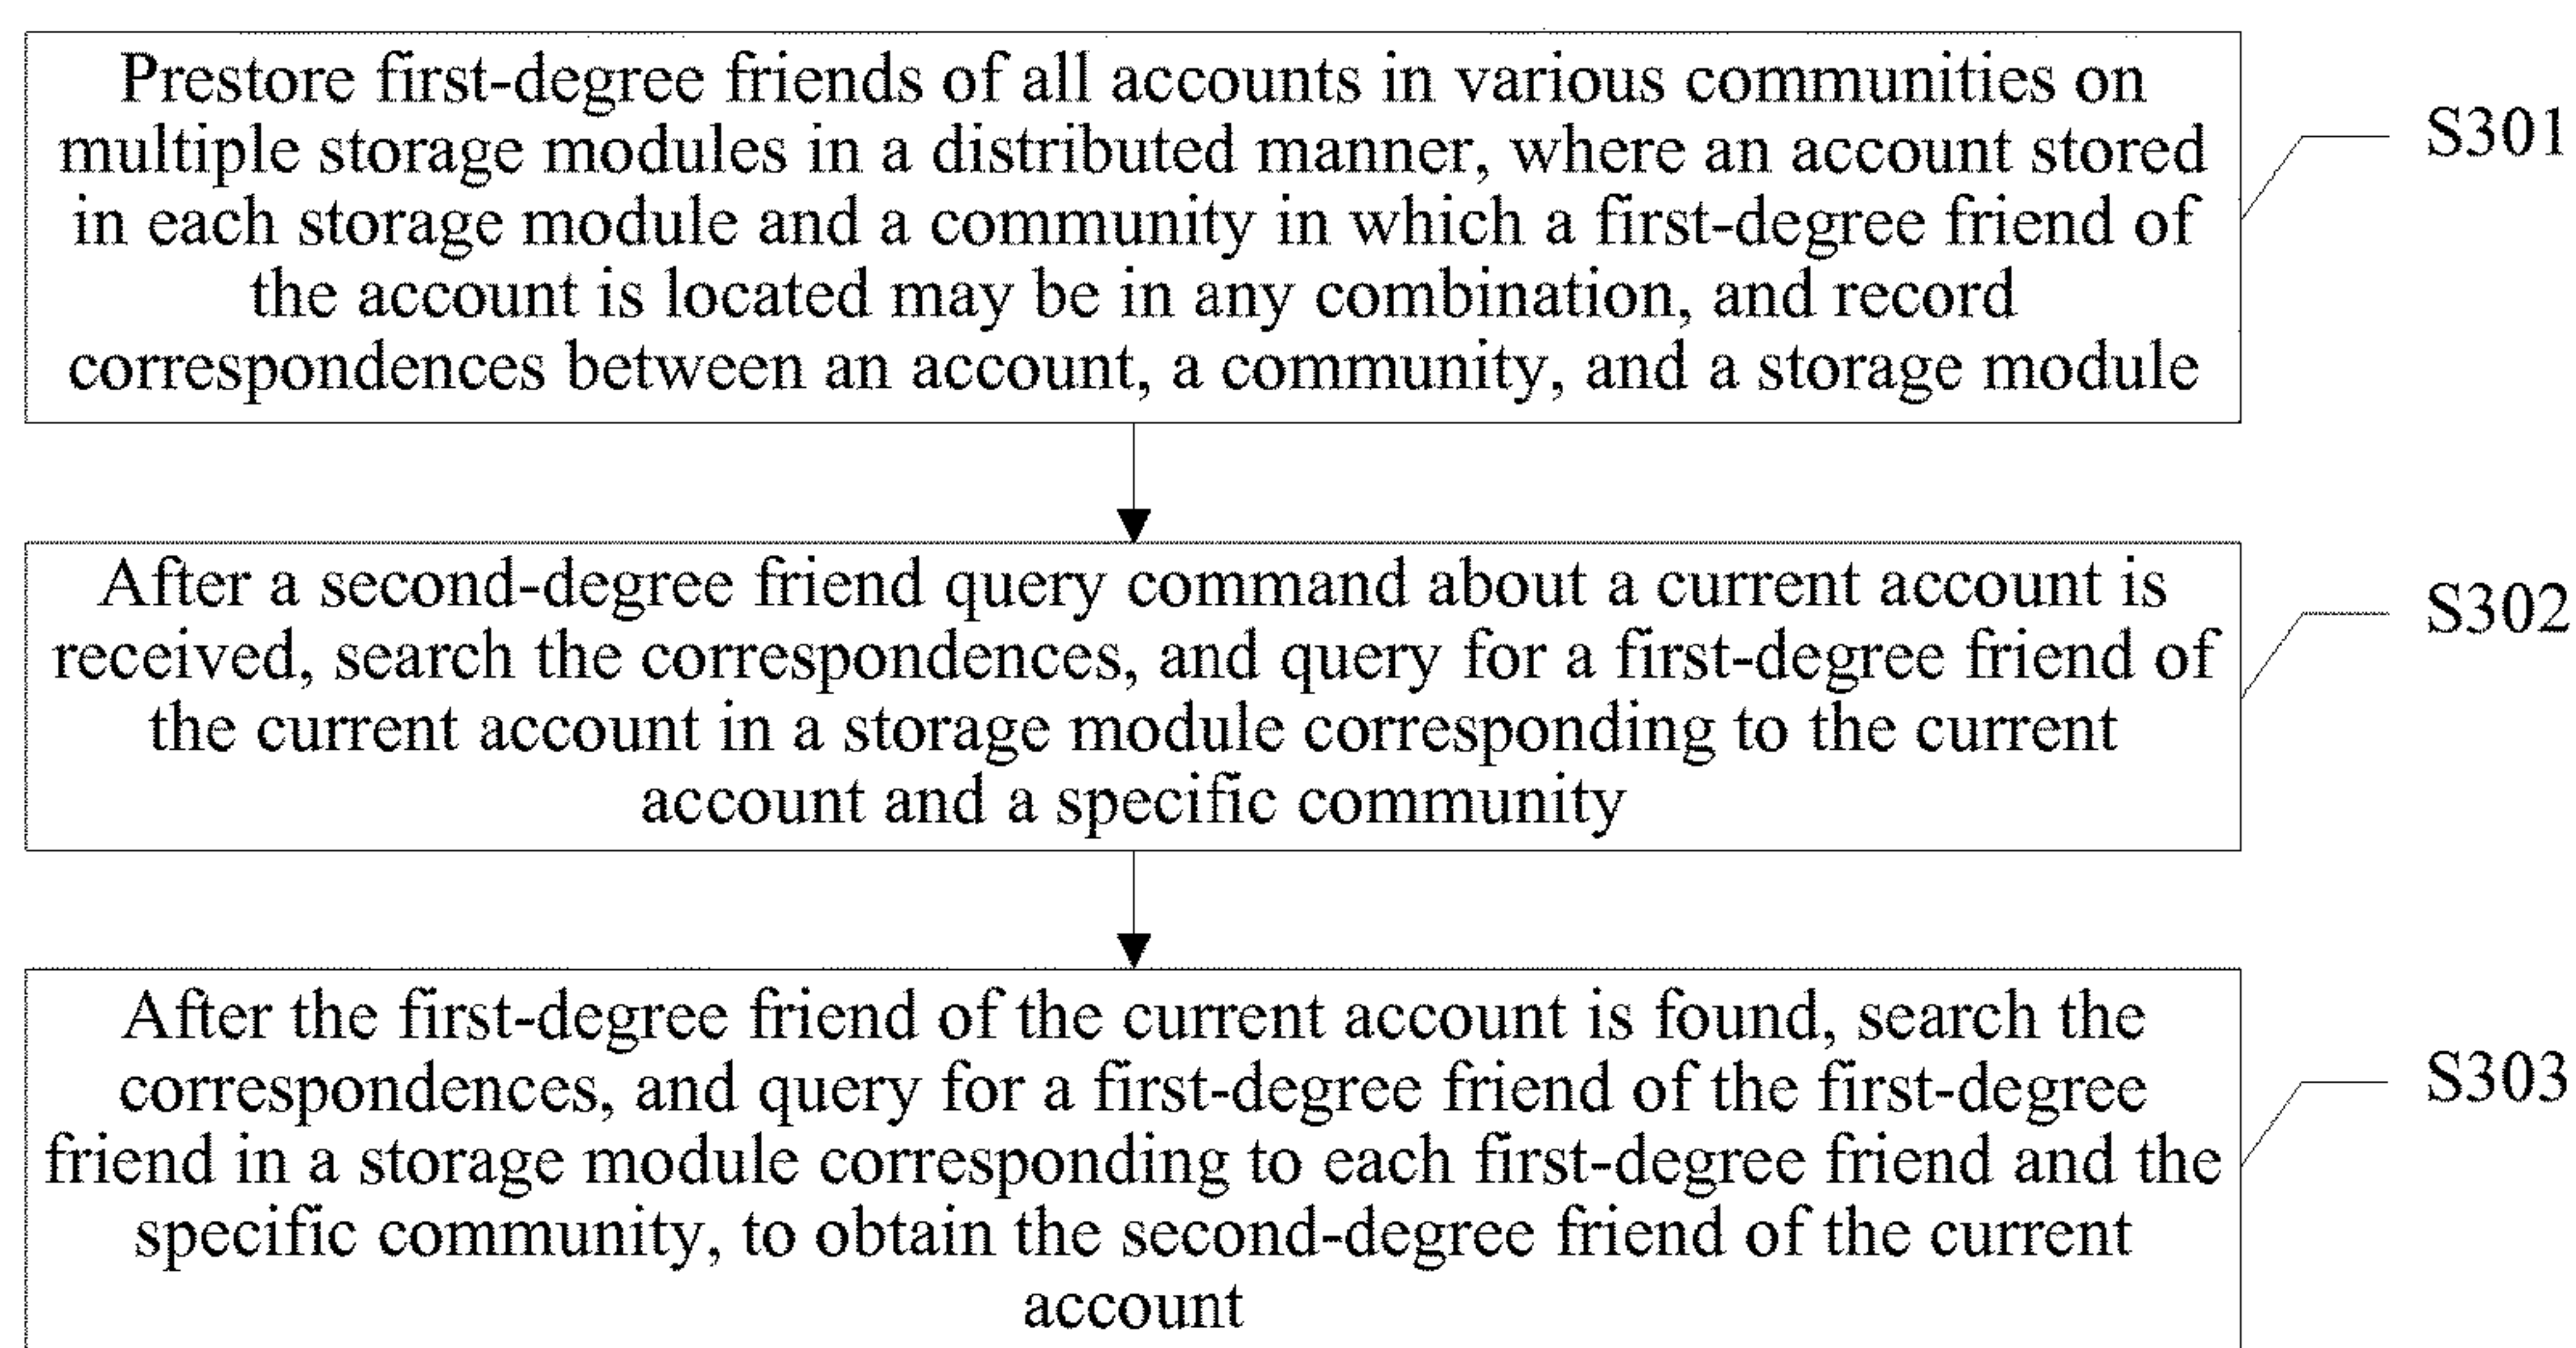 Prestore first-degree friends of all accounts in various communities on
multiple storage modules in a distributed manner, where an account stored
in each storage module and a community in which a first-degree friend of
the account is located may be in any combination, and record
correspondences between an account, a community, and a storage module
S301
After a second-degree friend query command about a current account is
received, search the correspondences, and query for a first-degree friend of
the current account in a storage module corresponding to the current
account and a specific community
S302
After the first-degree friend of the current account is found, search the
correspondences, and query for a first-degree friend of the first-degree
friend in a storage module corresponding to each first-degree friend and the
specific community, to obtain the second-degree friend of the current
account
S303